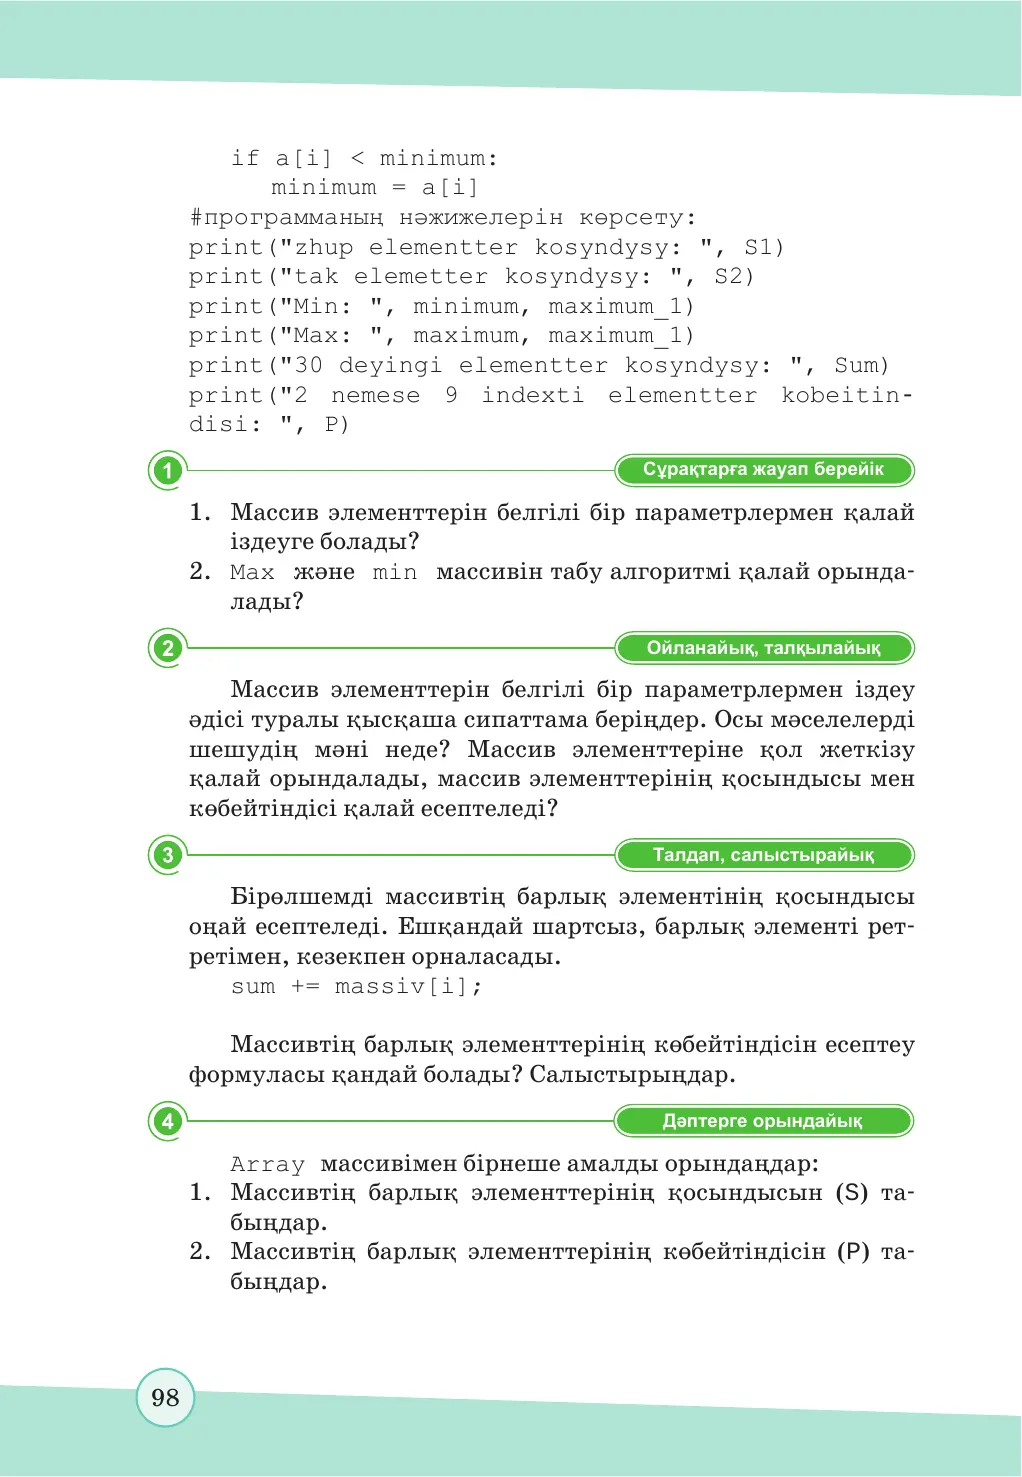 if a[i] < minimum:
minimum = a[i]
#программаның нәжижелерін көрсету:
print("zhup elementter kosyndysy: ", S1)
print("tak elemetter kosyndysy: ", S2)
print("Min: ", minimum, maximum_1)
print("Max: ", maximum, maximum_1)
print("30 deyingi elementter kosyndysy: ", Sum)
print("2 nemese 9 indexti elementter kobeitin-
disi: ", P)
1 Сұрақтарға жауап берейік
1. Массив элементтерін белгілі бір параметрлермен қалай
іздеуге болады?
2. Max және min массивін табу алгоритмі қалай орында-
лады?
2 Ойланайық, талқылайық
Массив элементтерін белгілі бір параметрлермен іздеу
әдісі туралы қысқаша сипаттама беріңдер. Осы мәселелерді
шешудің мәні неде? Массив элементтеріне қол жеткізу
қалай орындалады, массив элементтерінің қосындысы мен
көбейтіндісі қалай есептеледі?
3 Талдап, салыстырайық
Бірөлшемді массивтің барлық элементінің қосындысы
оңай есептеледі. Ешқандай шартсыз, барлық элементі рет-
ретімен, кезекпен орналасады.
sum += massiv[i];
Массивтің барлық элементтерінің көбейтіндісін есептеу
формуласы қандай болады? Салыстырыңдар.
4 Дәптерге орындайық
Array массивімен бірнеше амалды орындаңдар:
1. Массивтің барлық элементтерінің қосындысын (S) та-
быңдар.
2. Массивтің барлық элементтерінің көбейтіндісін (P) та-
быңдар.
98